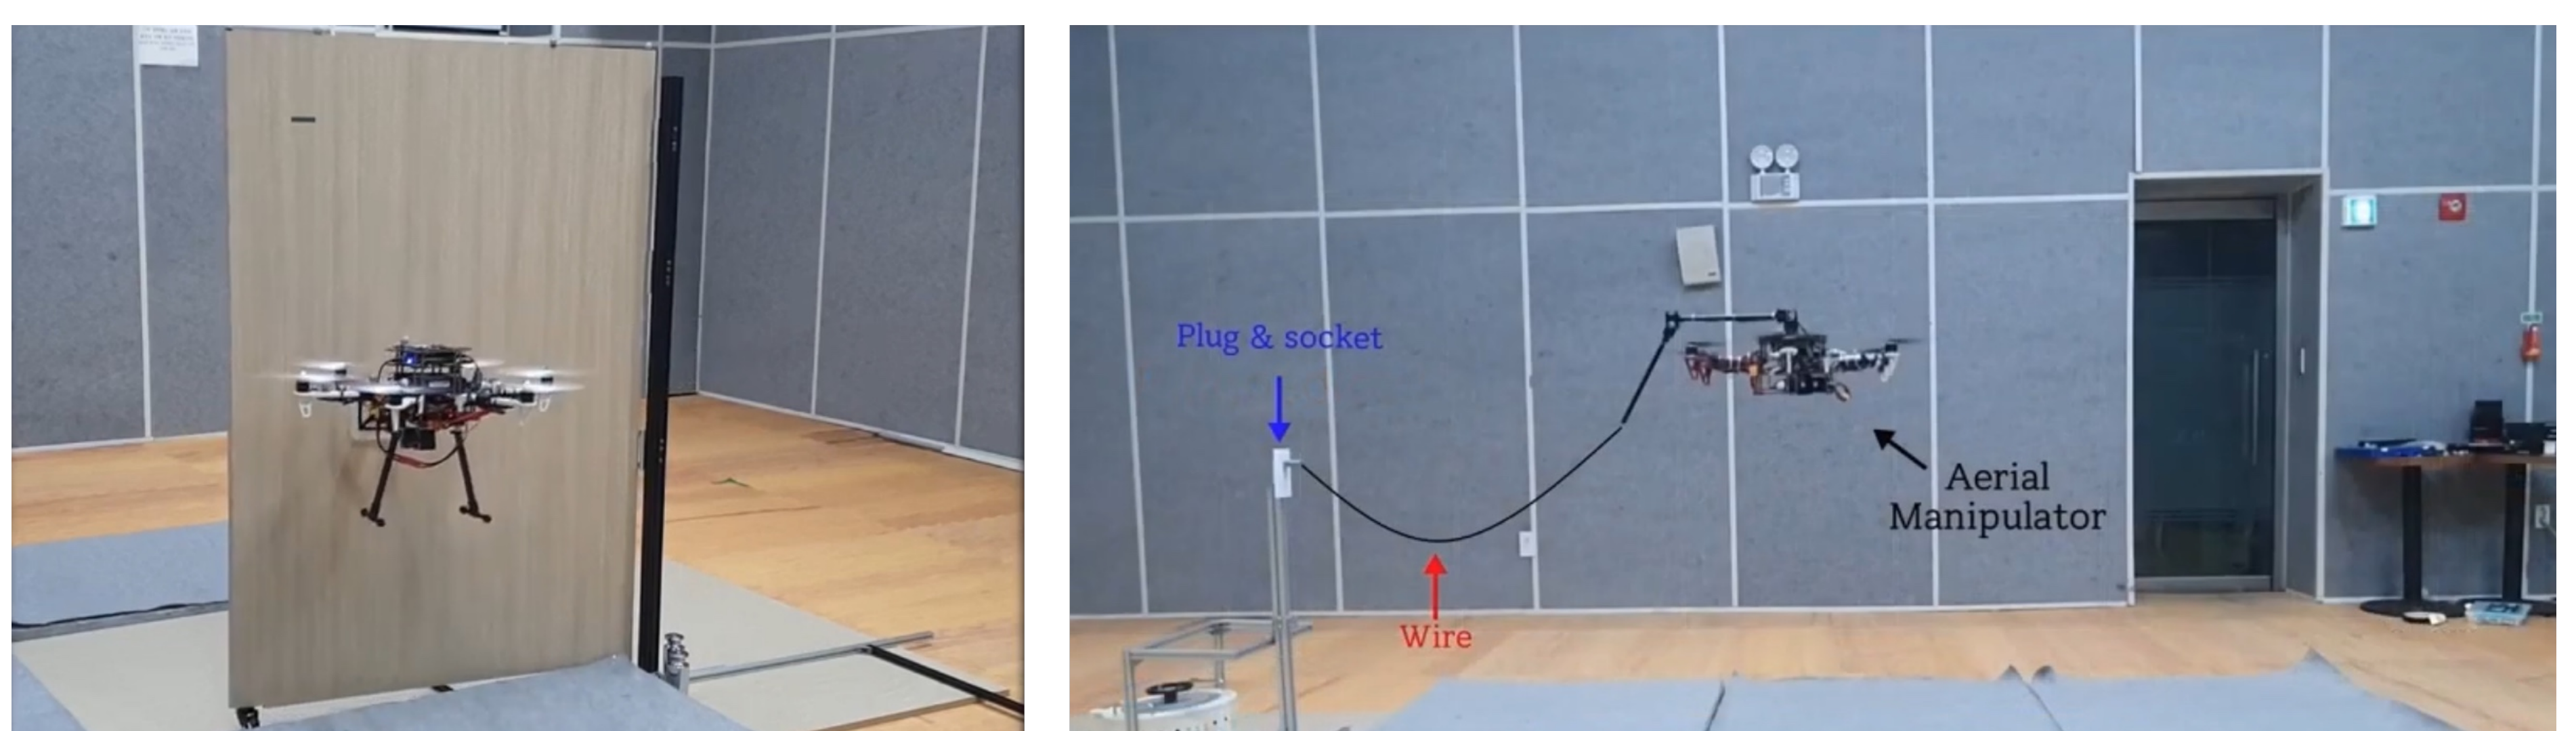 Plug & socket
Wire
Aerial
Manipulator